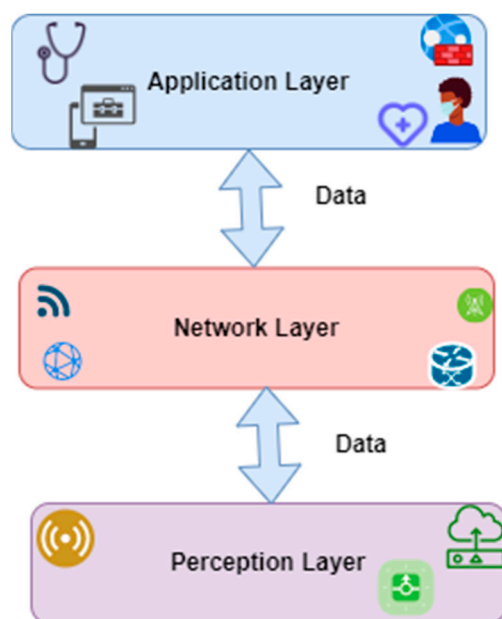 Application Layer
Data
Network Layer
Data
Perception Layer